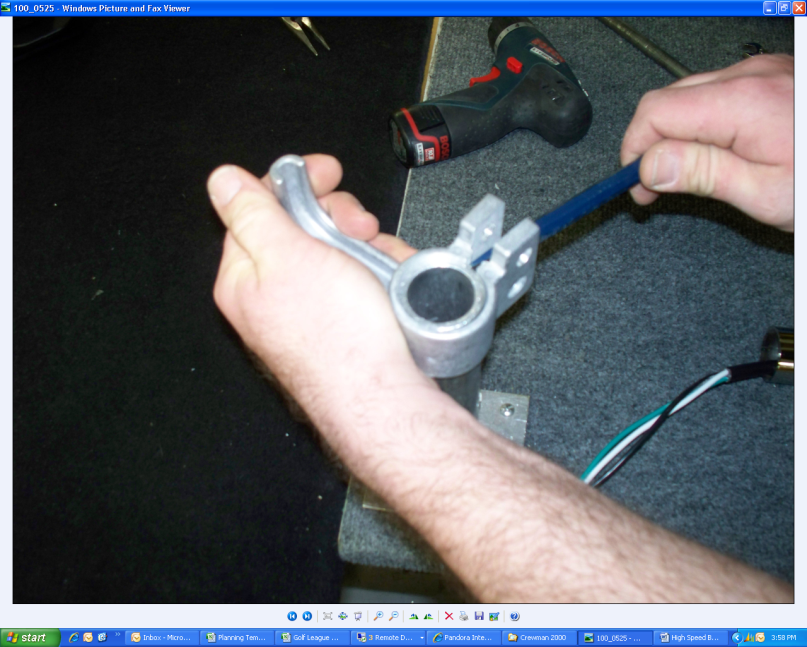 100_0525 - Windows Picture and Fax Viewer
BOSCH
start
Inbox - Micro...
Planning Tem...
Golf League ...
3 Remote D...
Pandora Inte...
Crewman 2000
100_0525 - ...
High Speed B...
3:58 PM